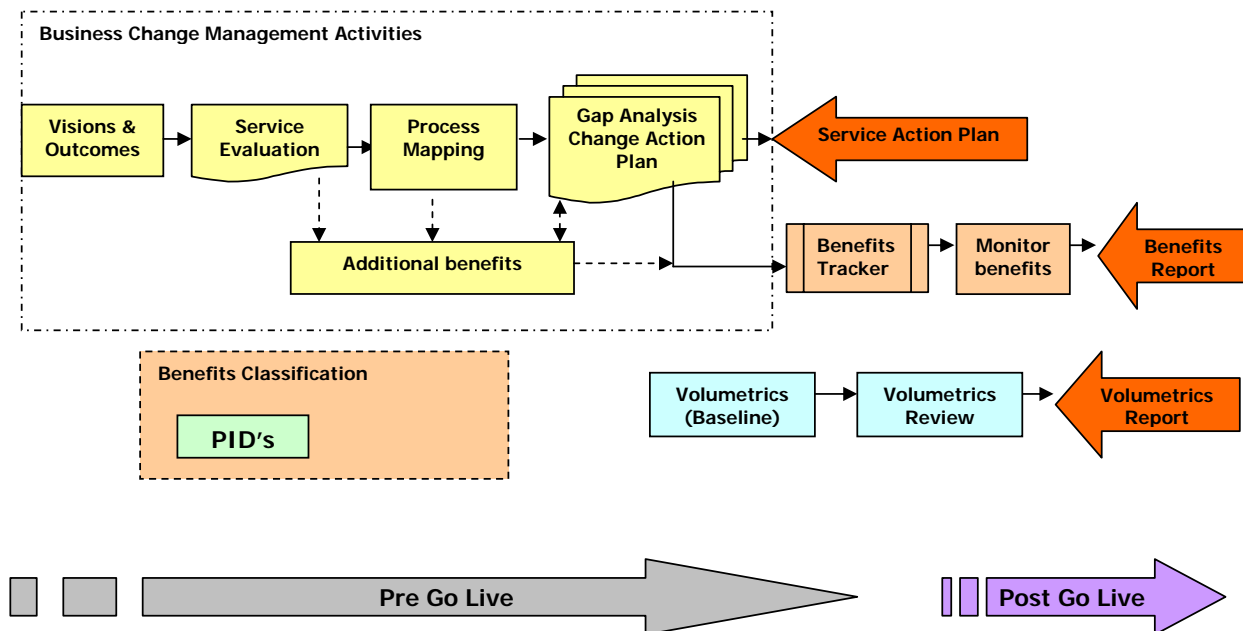 Business Change Management Activities
Visions &
Outcomes
Service
Evaluation
Process
Mapping
Gap Analysis
Change Action
Plan
Service Action Plan
Additional benefits
Benefits
Tracker
Monitor
benefits
Benefits
Report
Benefits Classification
PID's
Volumetrics
(Baseline)
Volumetrics
Review
Volumetrics
Report
Pre Go Live
Post Go Live